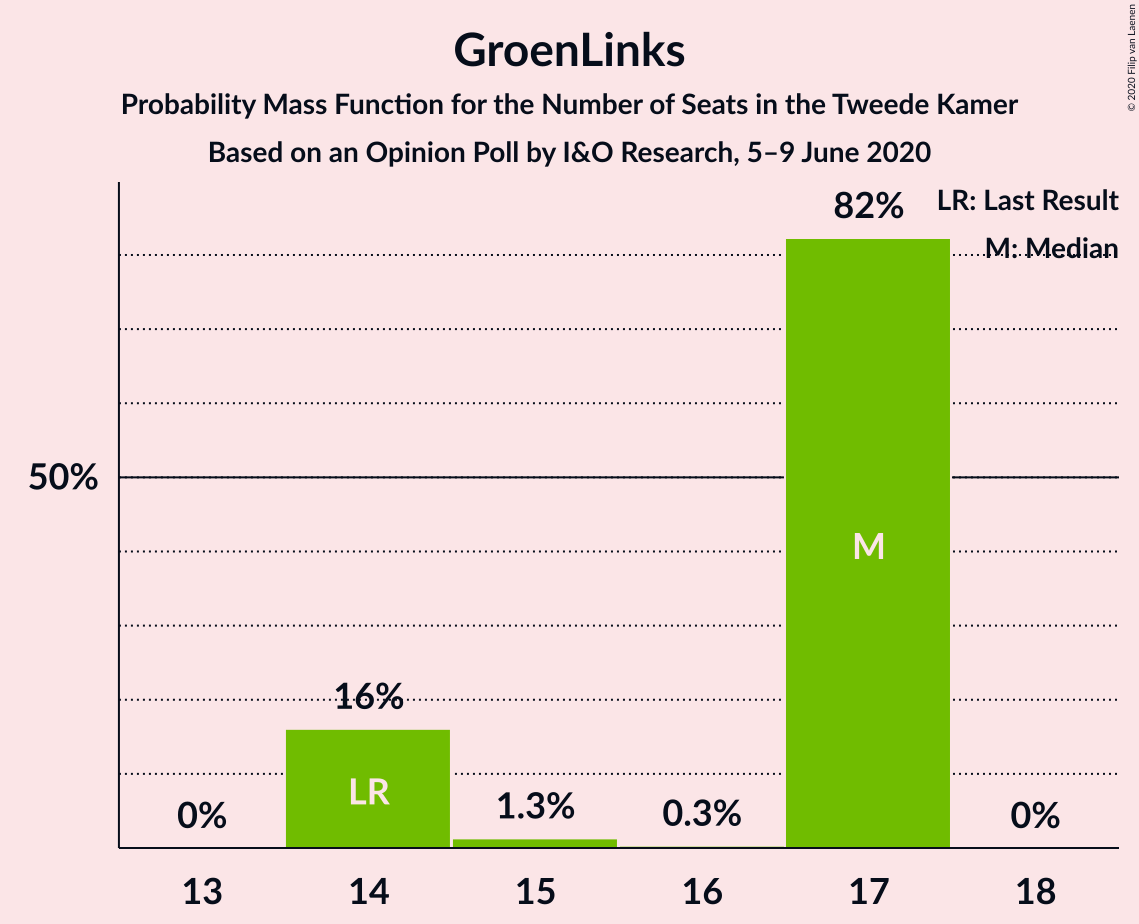 GroenLinks
Probability Mass Function for the Number of Seats in the Tweede Kamer
Based on an Opinion Poll by I&O Research, 5–9 June 2020
© 2020 Filip van Laenen
LR: Last Result
M: Median
82%
50%
M
16%
LR
0%
1.3%
0.3%
0%
13
14
15
16
17
18